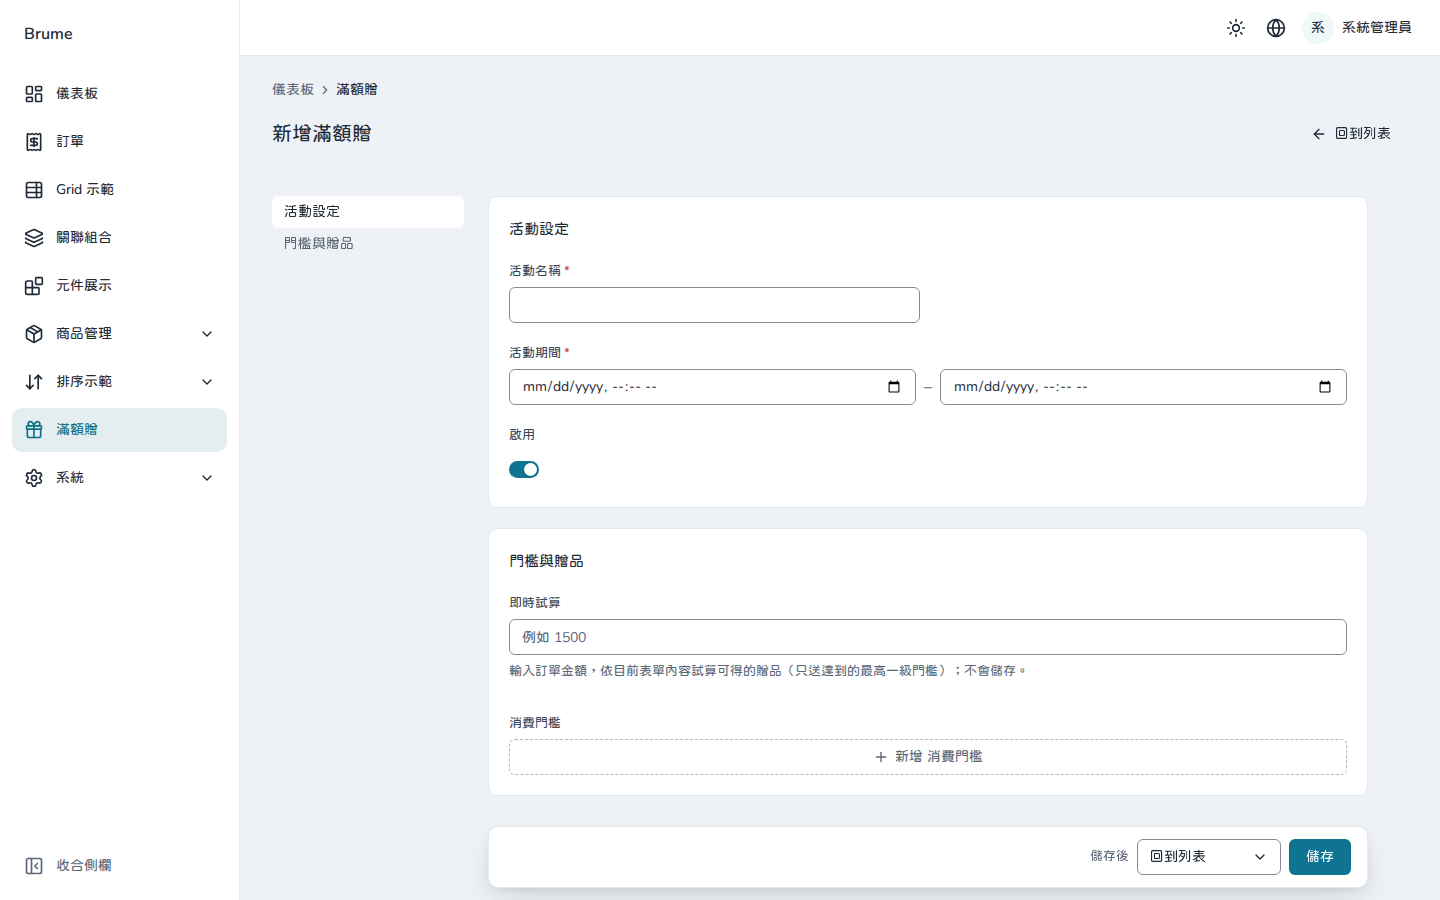 Brume
儀表板
訂單
Grid 示範
關聯組合
元件展示
商品管理
排序示範
滿額贈
系統
收合側欄
系 系統管理員
儀表板 > 滿額贈
新增滿額贈
回到列表
活動設定
門檻與贈品
活動設定
活動名稱 *
活動期間 *
mm/dd/yyyy, --:-- -- – mm/dd/yyyy, --:-- --
啟用
門檻與贈品
即時試算
例如 1500
輸入訂單金額，依目前表單內容試算可得的贈品（只送達到的最高一級門檻）；不會儲存。
消費門檻
+ 新增 消費門檻
儲存後 回到列表 儲存